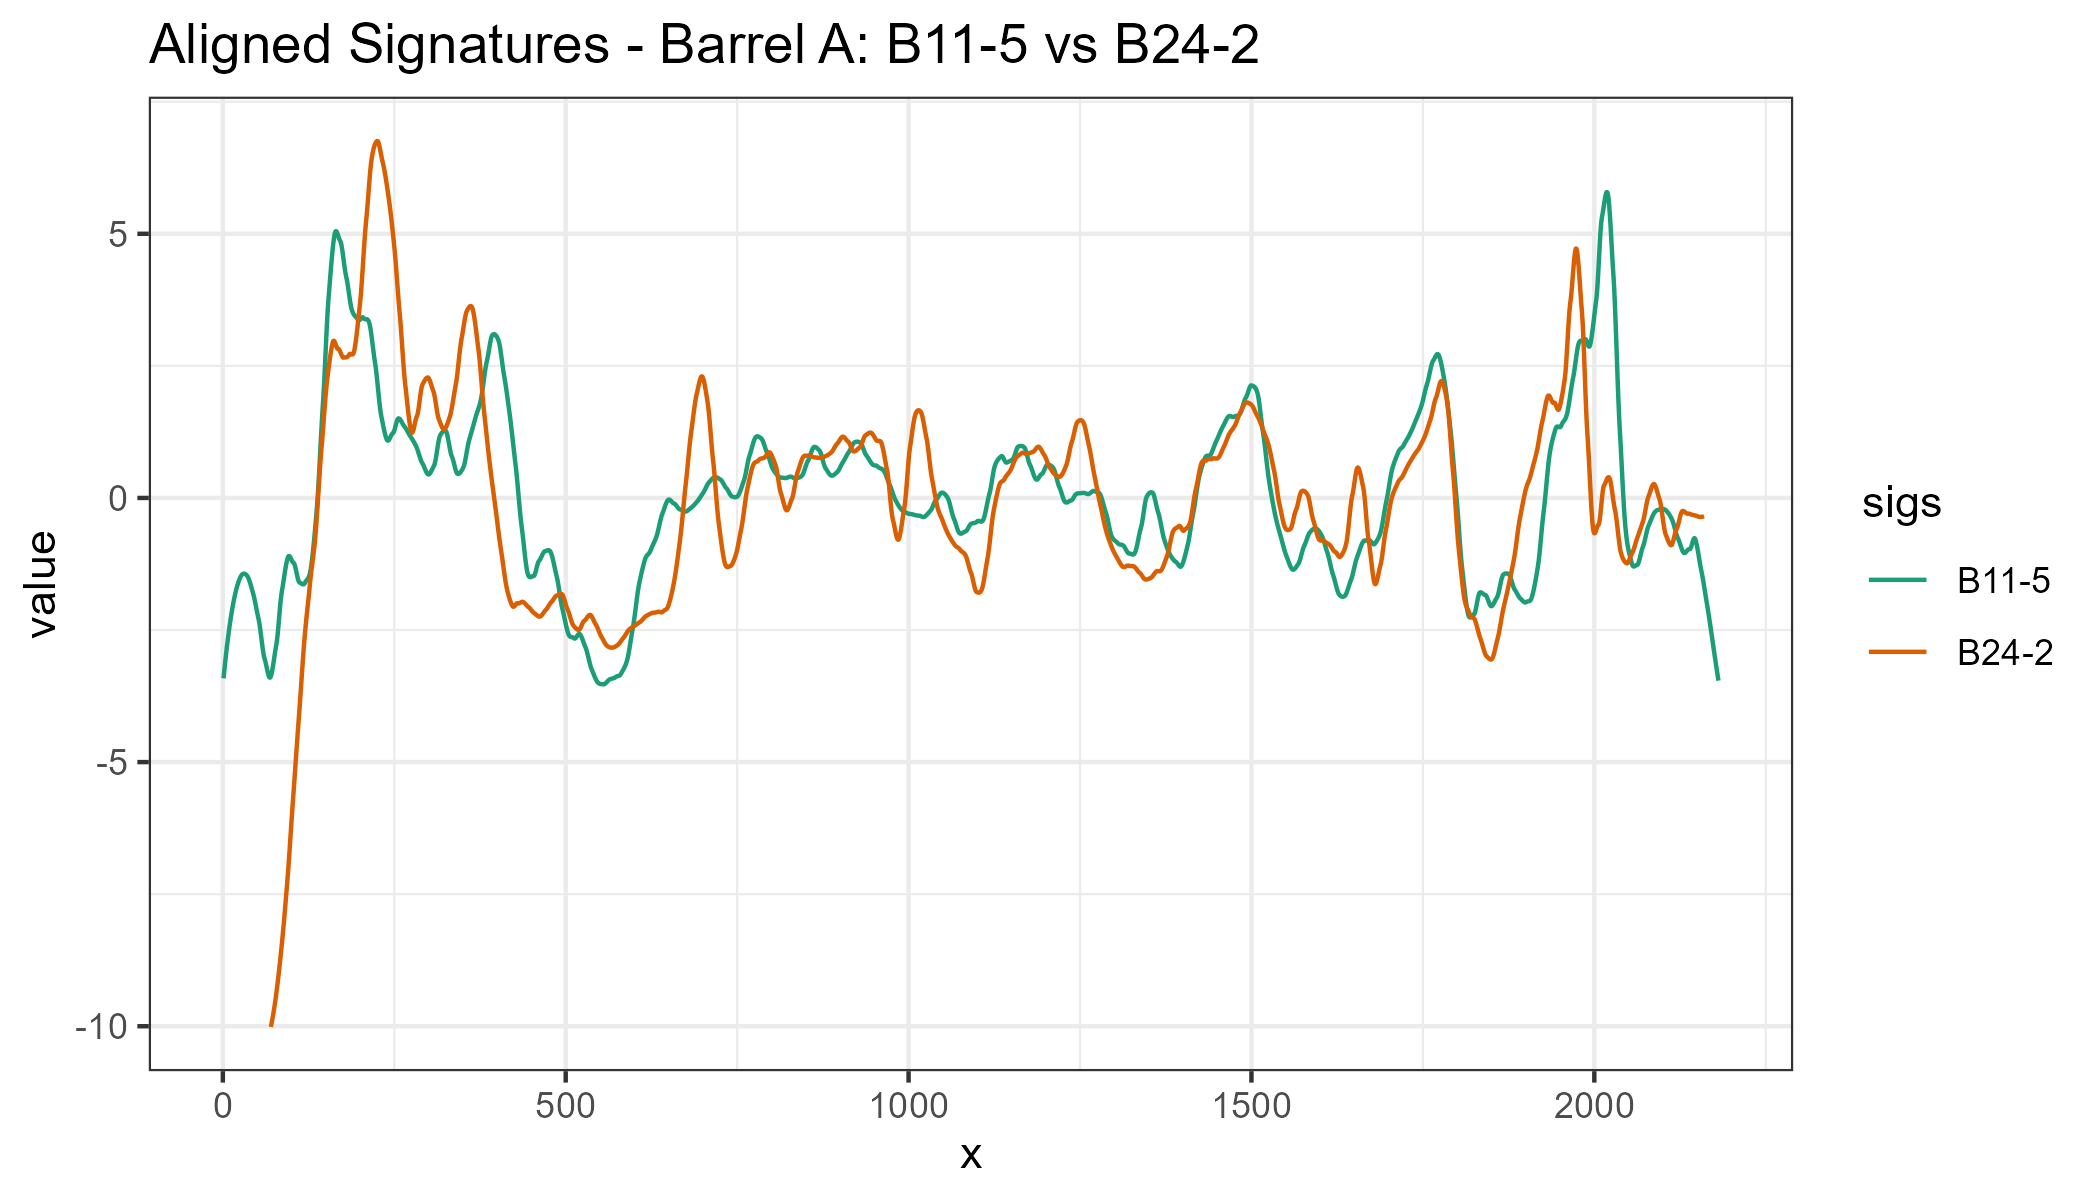 Aligned Signatures - Barrel A: B11-5 vs B24-2
value
5
0
-5
-10
0 500 1000 1500 2000
x
sigs
B11-5
B24-2